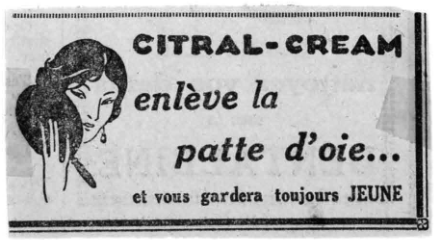 CITRAL-CREAM
enlève la
patte d'oie...
et vous gardera toujours JEUNE